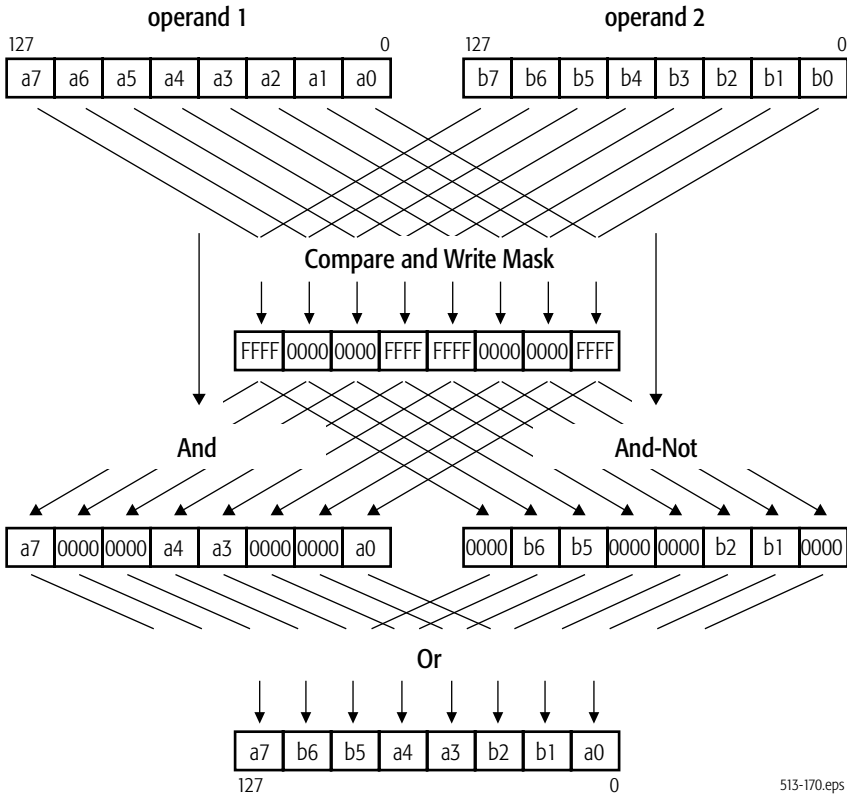 operand 1 operand 2
127 0 127 0
a7 a6 a5 a4 a3 a2 a1 a0 b7 b6 b5 b4 b3 b2 b1 b0
Compare and Write Mask
FFFF 0000 0000 FFFF FFFF 0000 0000 FFFF
And And-Not
a7 0000 0000 a4 a3 0000 0000 a0 0000 b6 b5 0000 0000 b2 b1 0000
Or
a7 b6 b5 a4 a3 b2 b1 a0
127 0
513-170.eps